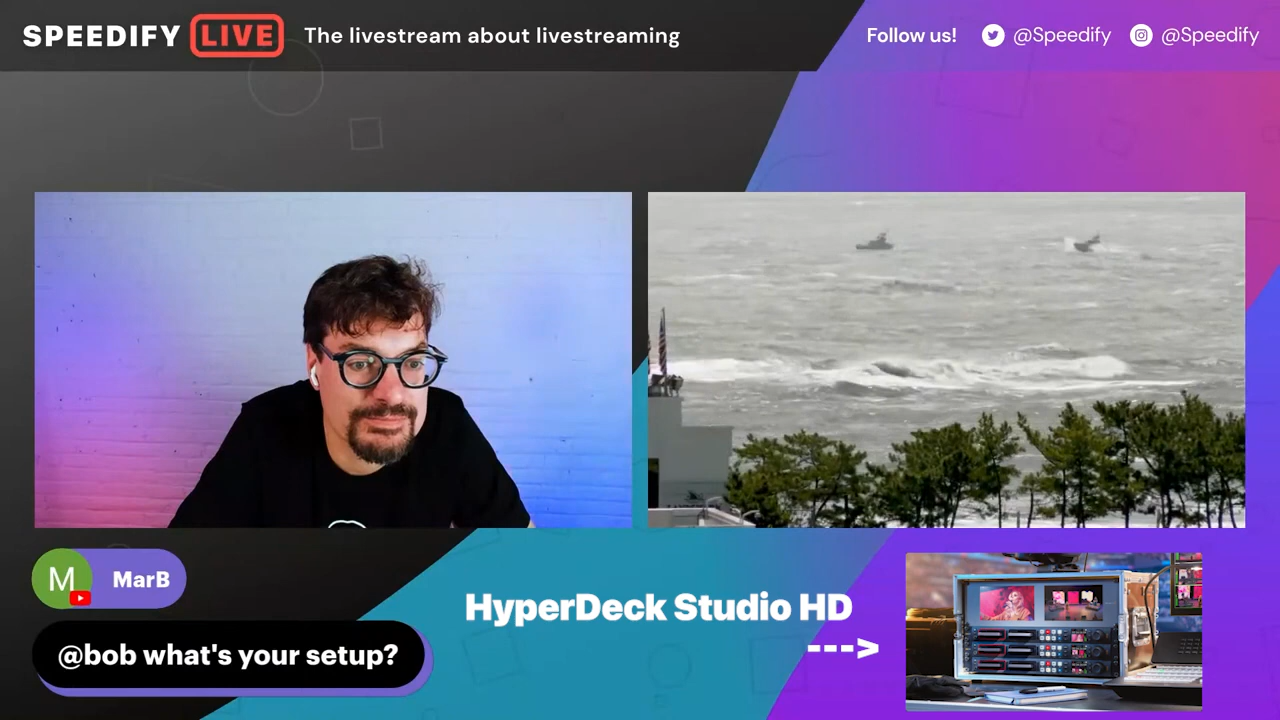 SPEEDIFY LIVE The livestream about livestreaming
Follow us! @Speedify @Speedify
M MarB
@bob what's your setup?
HyperDeck Studio HD
--->